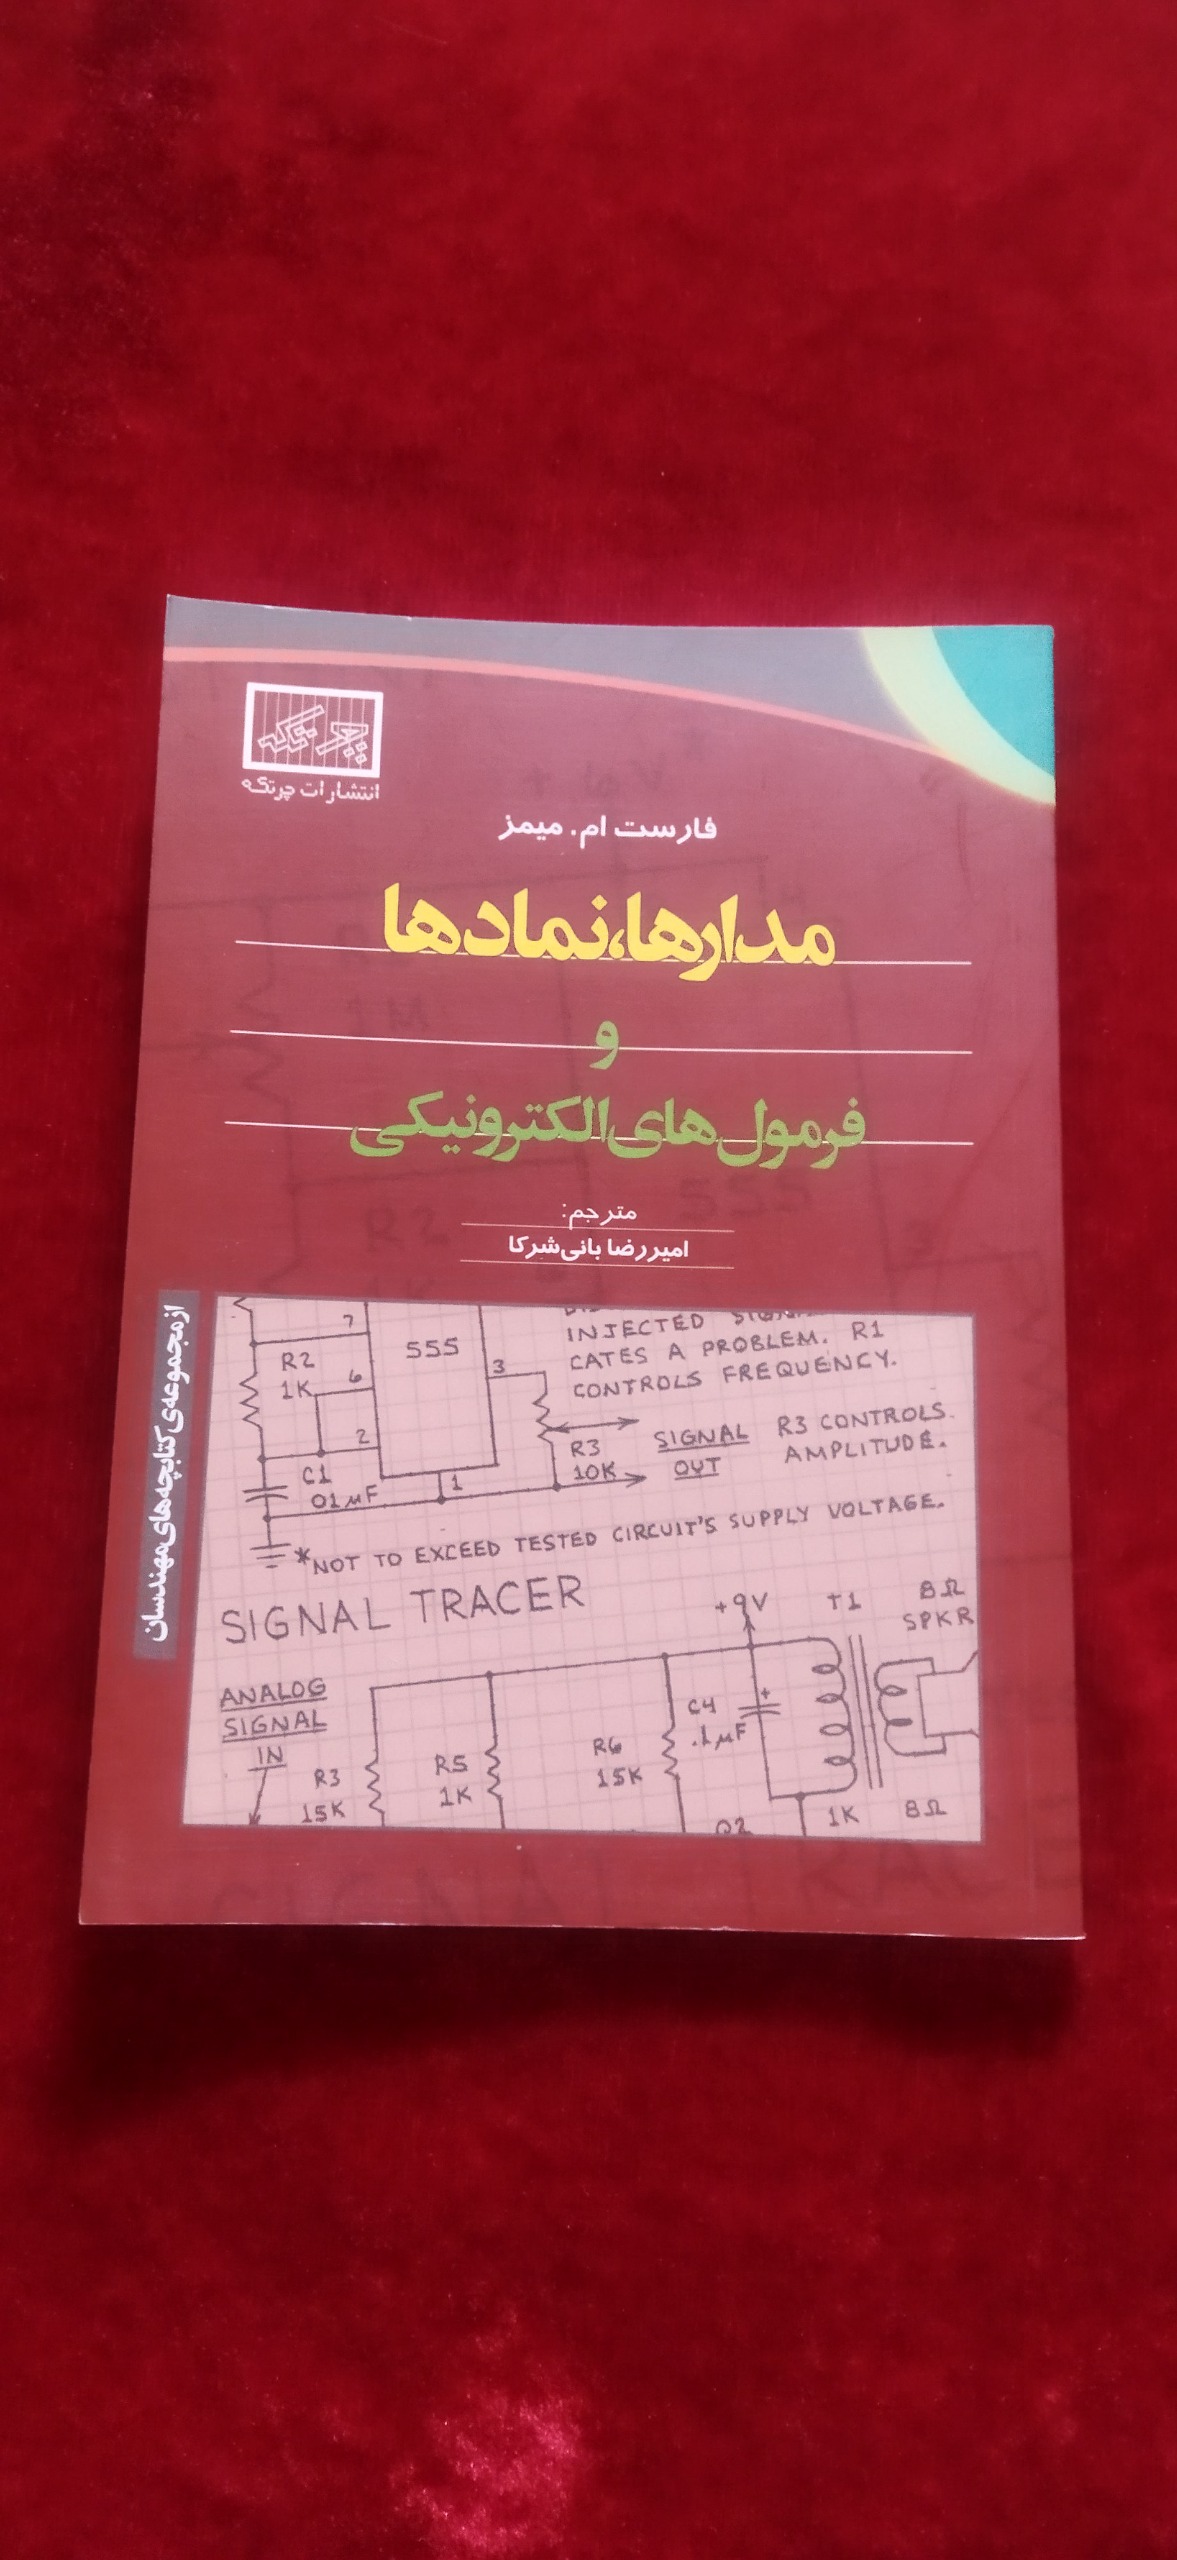 چرتکه
انتشارات چرتکه
فارست ام. میمز
مدارها،نمادها
و
فرمول‌های الکترونیکی
مترجم:
امیررضا بانی‌شرکا
از مجموعه‌ی کتابچه‌های مهندسان
INJECTED
CATES A PROBLEM. R1
CONTROLS FREQUENCY.
7
555
R2
1K
6
3
2
R3
10K
SIGNAL
OUT
R3 CONTROLS
AMPLITUDE.
C1
01µF
1
*NOT TO EXCEED TESTED CIRCUIT'S SUPPLY VOLTAGE.
SIGNAL TRACER
+9V
T1
8Ω
SPKR
ANALOG
SIGNAL
IN
R3
15K
R5
1K
R6
15K
C4
.1µF
Q2
1K
8Ω